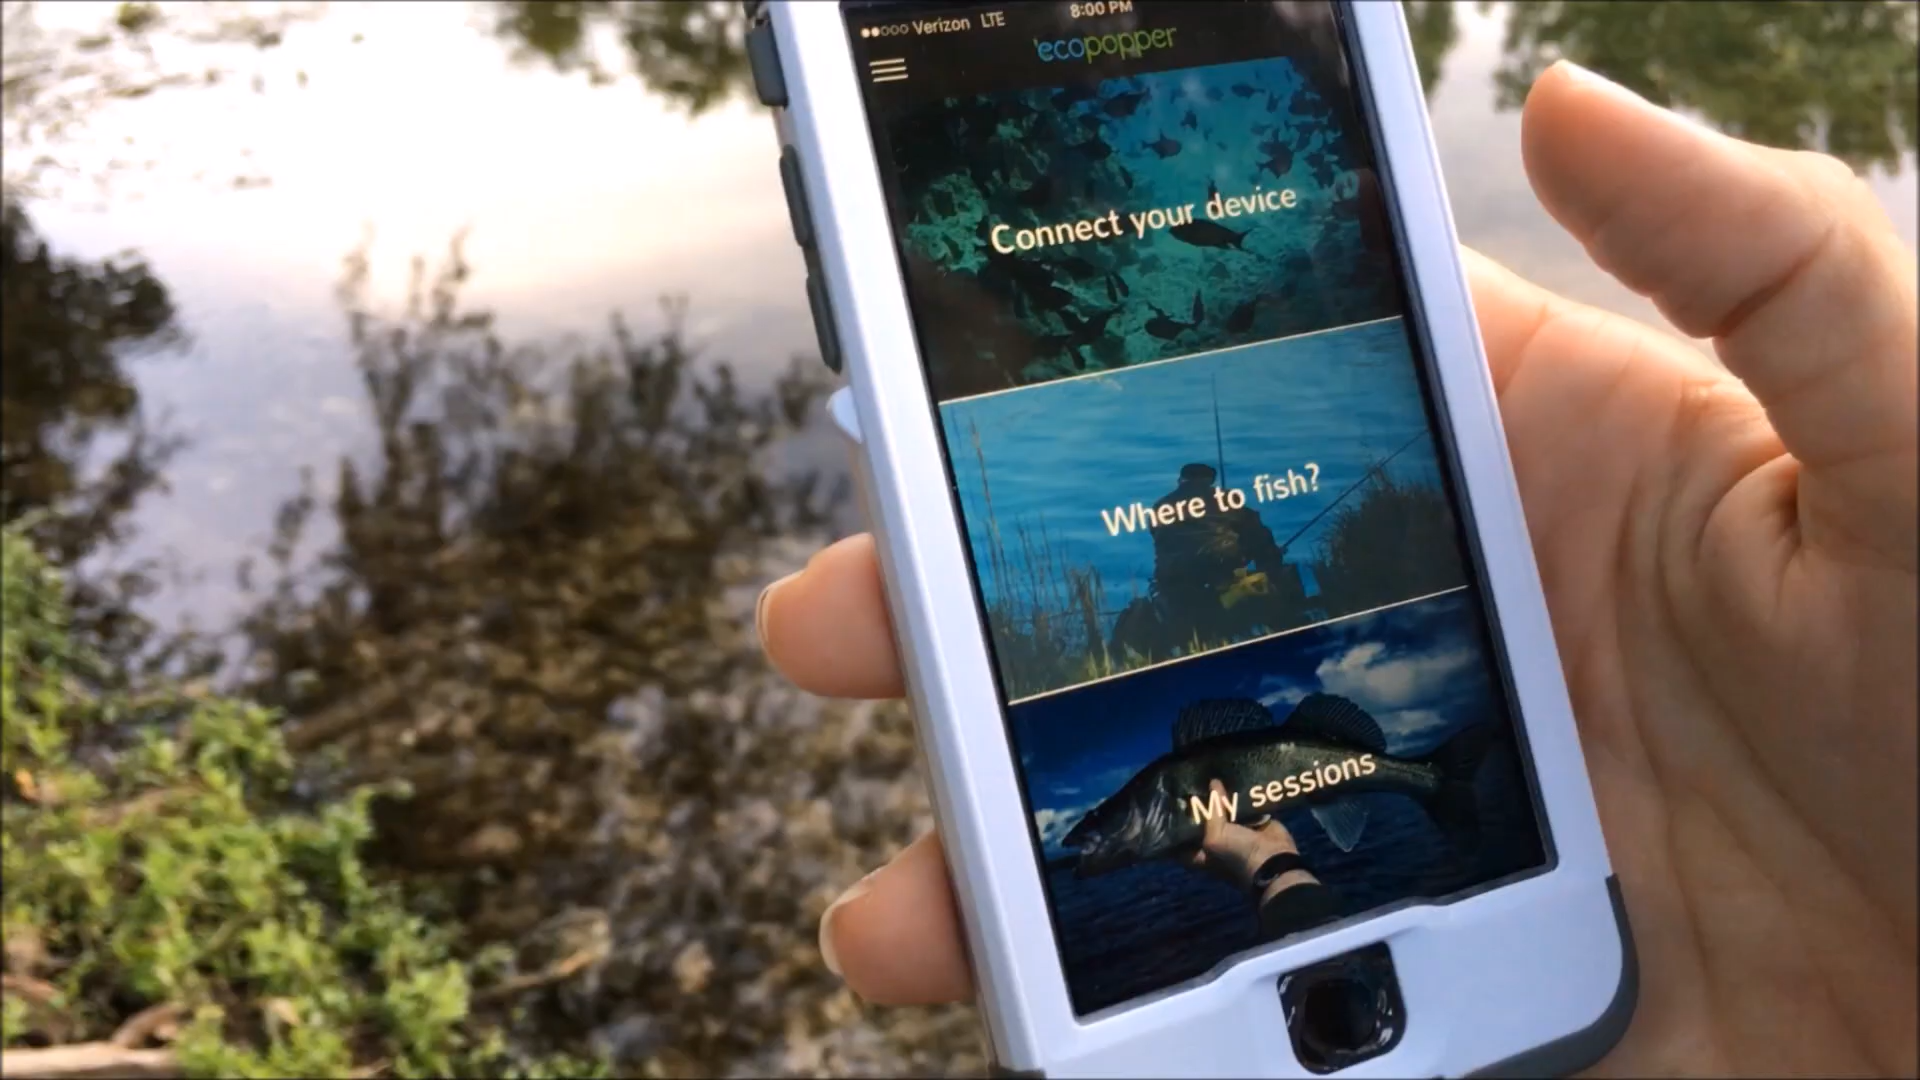 Verizon LTE 8:00 PM
ecopopper
Connect your device
Where to fish?
My sessions